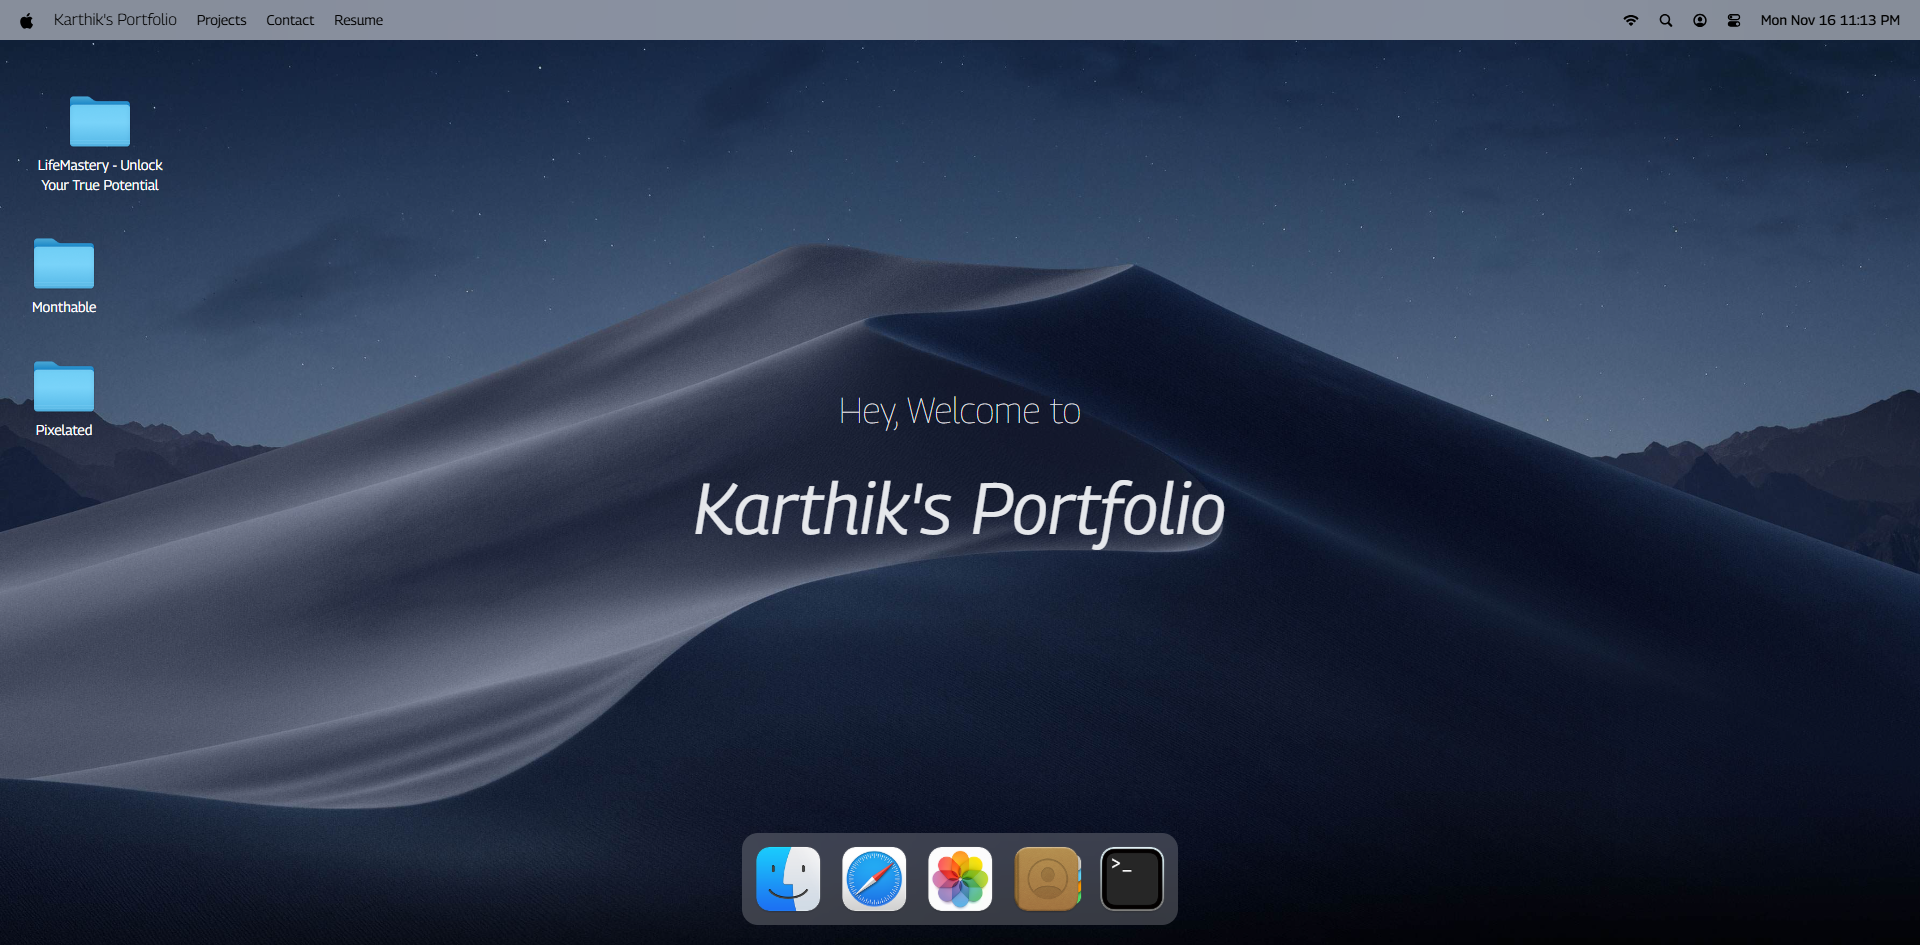 Karthik's Portfolio Projects Contact Resume Mon Nov 16 11:13 PM
LifeMastery - Unlock
Your True Potential
Monthable
Pixelated
Hey, Welcome to
Karthik's Portfolio
>_